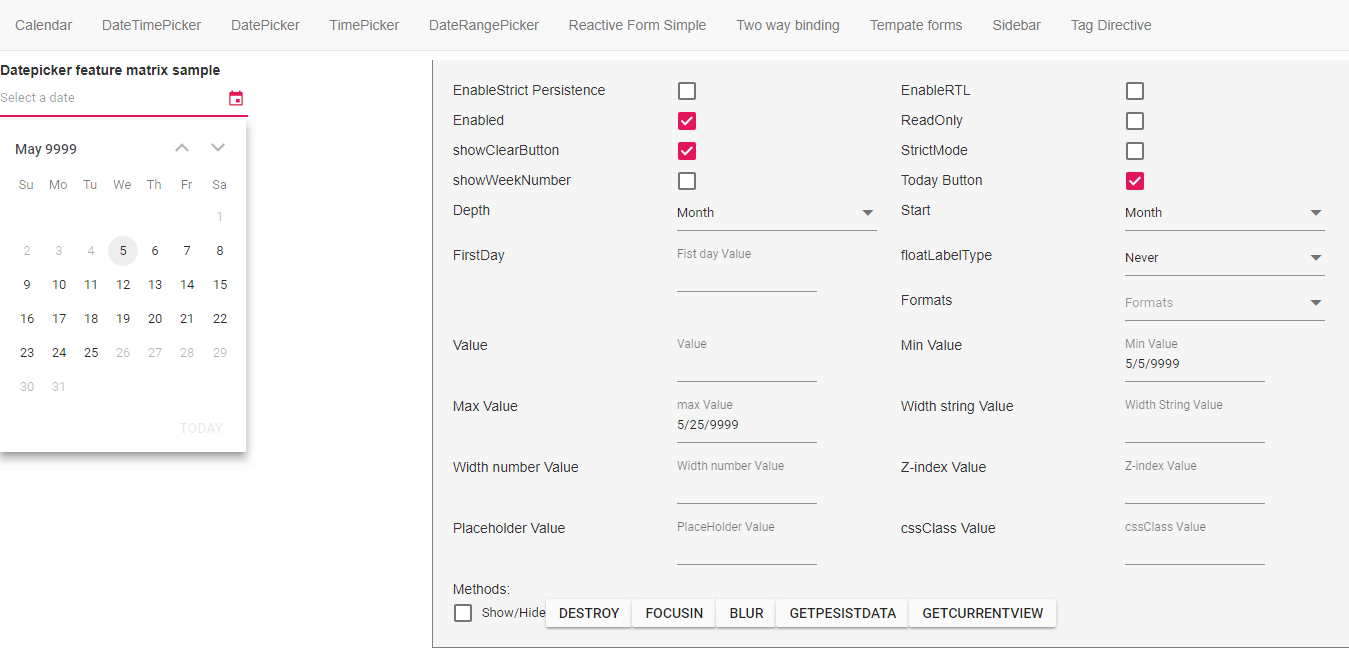 Calendar DateTimePicker DatePicker TimePicker DateRangePicker Reactive Form Simple Two way binding Tempate forms Sidebar Tag Directive
Datepicker feature matrix sample
Select a date
May 9999
Su Mo Tu We Th Fr Sa
1
2 3 4 5 6 7 8
9 10 11 12 13 14 15
16 17 18 19 20 21 22
23 24 25 26 27 28 29
30 31
TODAY
EnableStrict Persistence EnableRTL
Enabled ReadOnly
showClearButton StrictMode
showWeekNumber Today Button
Depth Month Start Month
FirstDay Fist day Value floatLabelType Never
Formats Formats
Value Value Min Value Min Value
5/5/9999
Max Value max Value Width string Value Width String Value
5/25/9999
Width number Value Width number Value Z-index Value Z-index Value
Placeholder Value PlaceHolder Value cssClass Value cssClass Value
Methods:
Show/Hide DESTROY FOCUSIN BLUR GETPESISTDATA GETCURRENTVIEW